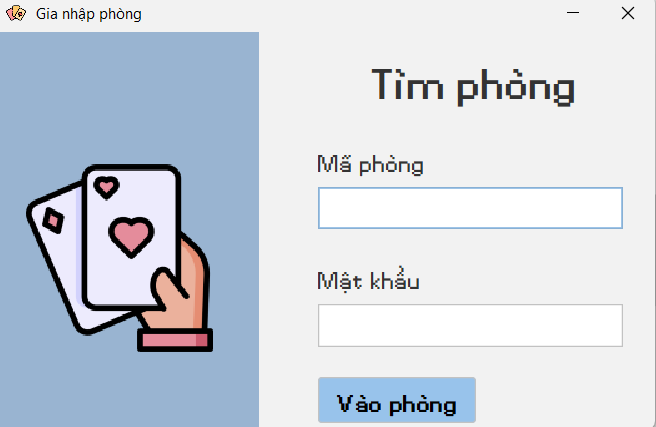 Gia nhập phòng
Tìm phòng
Mã phòng
Mật khẩu
Vào phòng